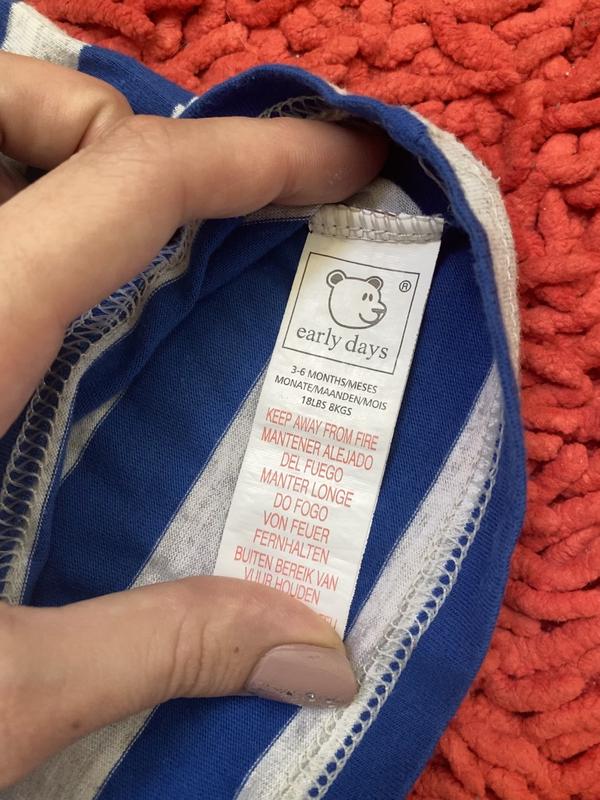 ®
early days
3-6 MONTHS/MESES
MONATE/MAANDEN/MOIS
18LBS 8KGS
KEEP AWAY FROM FIRE
MANTENER ALEJADO
DEL FUEGO
MANTER LONGE
DO FOGO
VON FEUER
FERNHALTEN
BUITEN BEREIK VAN
VUUR HOUDEN